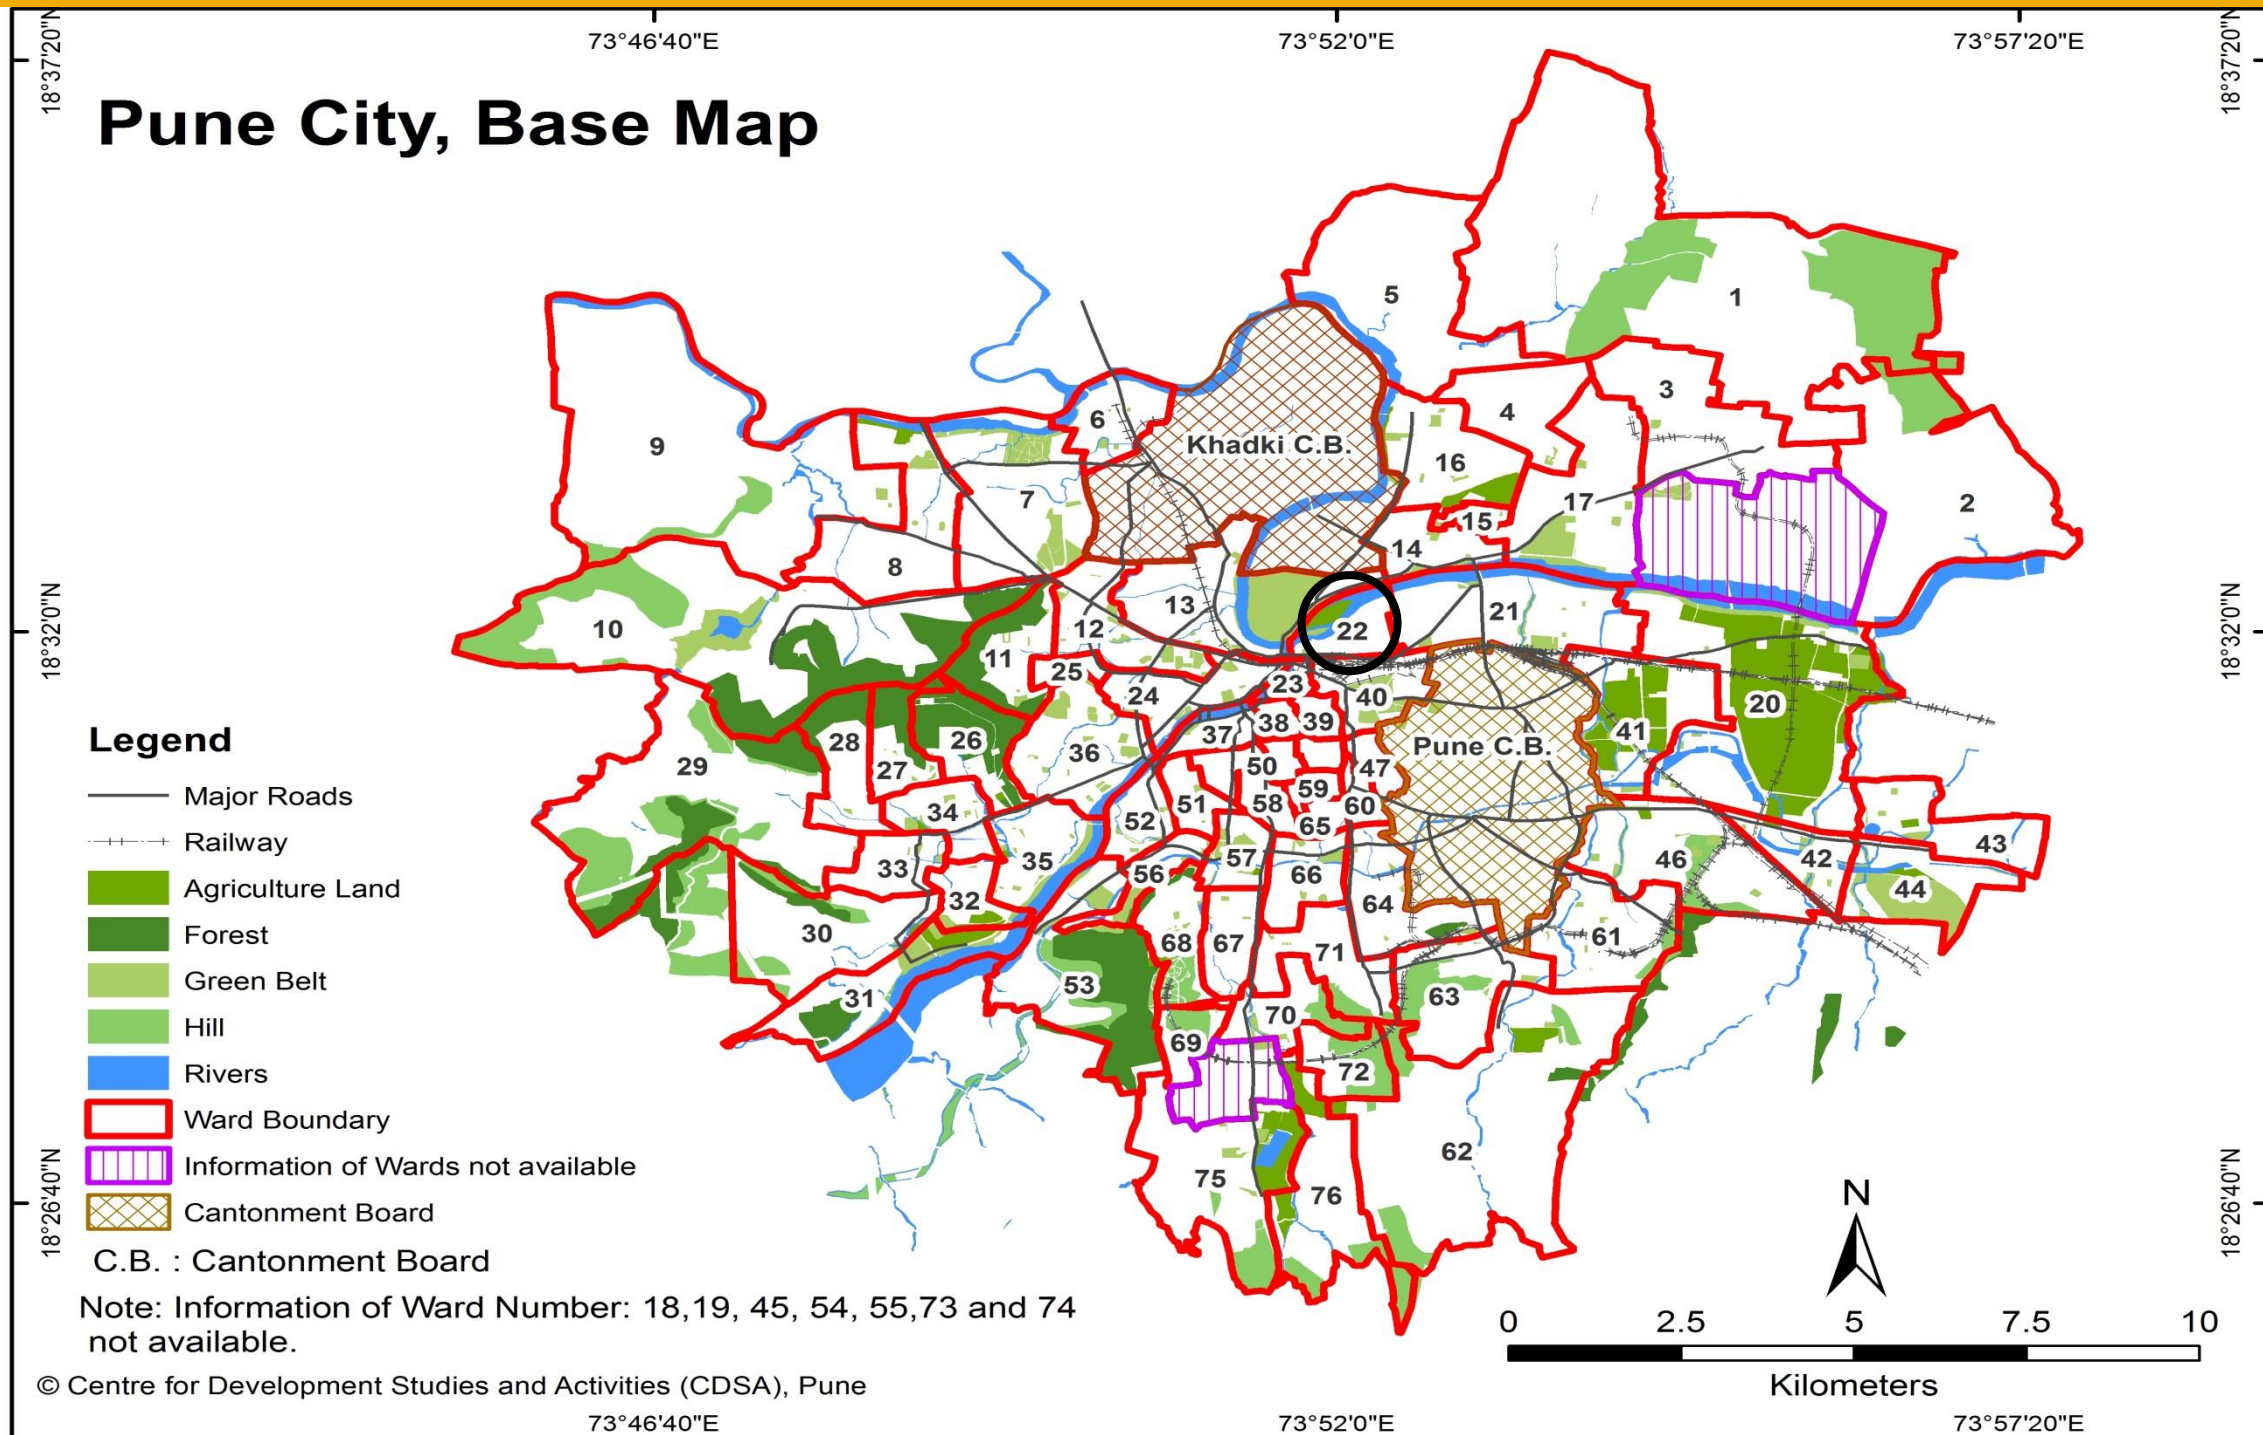 73°46'40"E 73°52'0"E 73°57'20"E
18°37'20"N 18°37'20"N
Pune City, Base Map
5
1
3
6 4
9 Khadki C.B. 16
7 17 2
15
14
8
13 21
10 12 22
11
25 23
24 40 20
38 39
37 41
28 26 Pune C.B.
29 27 36 50 47
59
51 58 60
34 52 65
43
35 57 46 42
33 56 66
44
32 64
30 61
68 67 71
53
31 63
70
69
72
62
75
76
18°32'0"N 18°32'0"N
Legend
Major Roads
Railway
Agriculture Land
Forest
Green Belt
Hill
Rivers
Ward Boundary
Information of Wards not available
Cantonment Board
C.B. : Cantonment Board
Note: Information of Ward Number: 18,19, 45, 54, 55,73 and 74
not available.
© Centre for Development Studies and Activities (CDSA), Pune
18°26'40"N 18°26'40"N
N
0 2.5 5 7.5 10
Kilometers
73°46'40"E 73°52'0"E 73°57'20"E